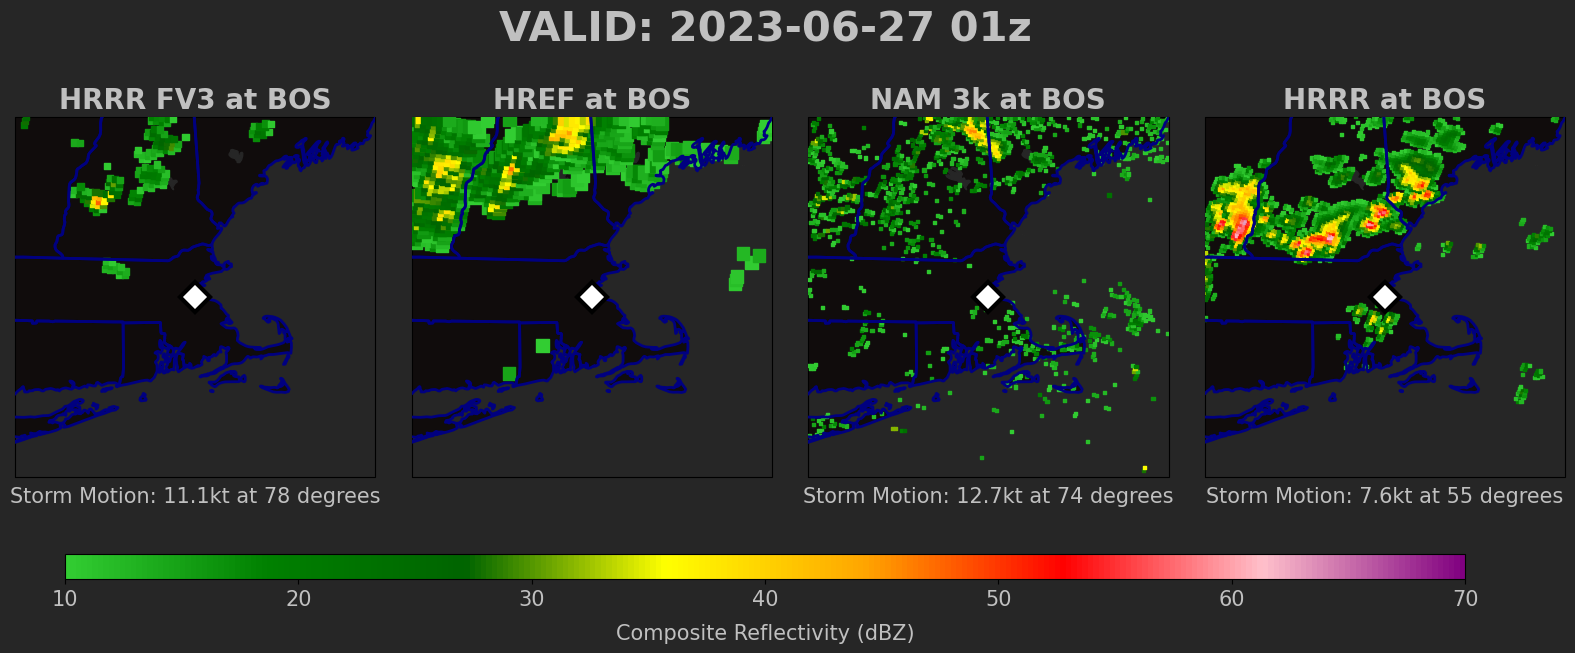 VALID: 2023-06-27 01z
HRRR FV3 at BOS
HREF at BOS
NAM 3k at BOS
HRRR at BOS
Storm Motion: 11.1kt at 78 degrees
Storm Motion: 12.7kt at 74 degrees
Storm Motion: 7.6kt at 55 degrees
10 20 30 40 50 60 70
Composite Reflectivity (dBZ)